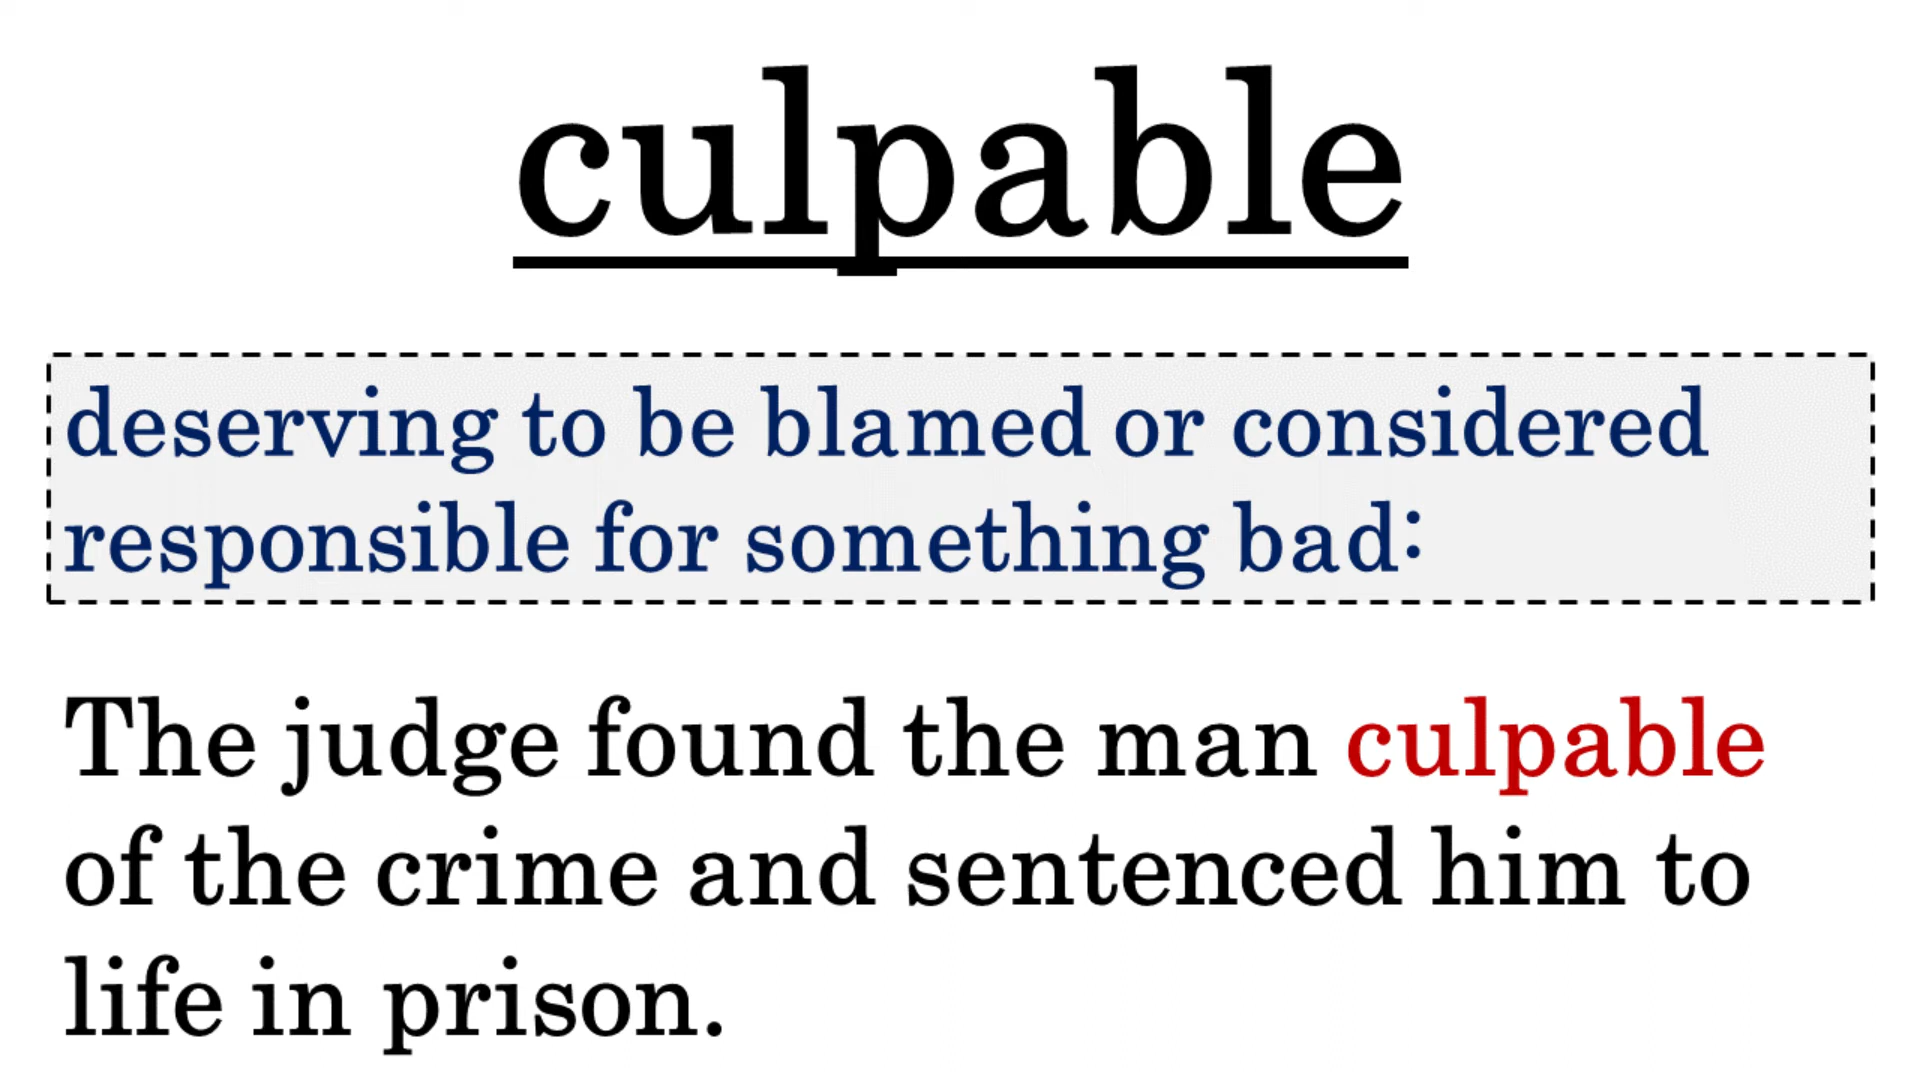 culpable
deserving to be blamed or considered
responsible for something bad:
The judge found the man culpable
of the crime and sentenced him to
life in prison.